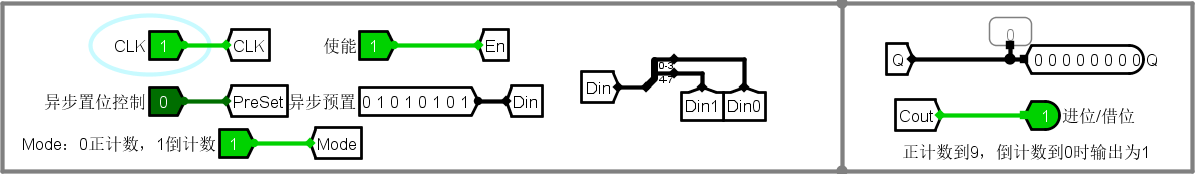 CLK 1 CLK
使能 1 En
异步置位控制 0 PreSet
异步预置 0 1 0 1 0 1 0 1 Din
Mode：0正计数，1倒计数 1 Mode
Din
0-3
4-7
Din1 Din0
0
Q 0 0 0 0 0 0 0 0 Q
Cout 1 进位/借位
正计数到9，倒计数到0时输出为1